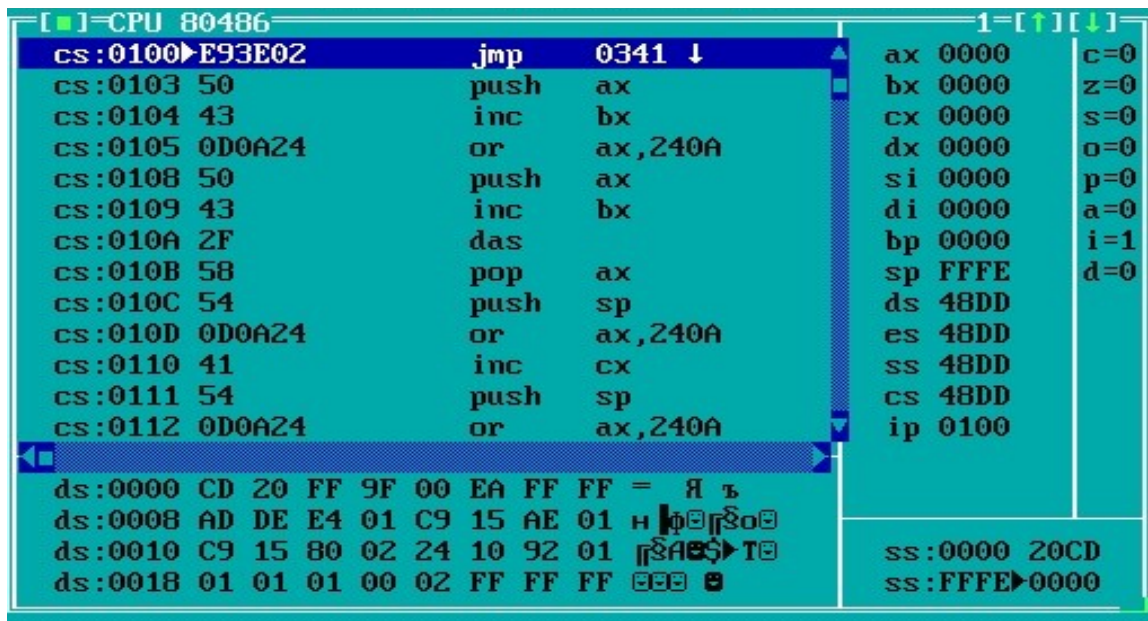 [■]=CPU 80486 1=[↑][↓]
cs:0100►E93E02 jmp 0341 ↓ ax 0000 c=0
cs:0103 50 push ax bx 0000 z=0
cs:0104 43 inc bx cx 0000 s=0
cs:0105 0D0A24 or ax,240A dx 0000 o=0
cs:0108 50 push ax si 0000 p=0
cs:0109 43 inc bx di 0000 a=0
cs:010A 2F das bp 0000 i=1
cs:010B 58 pop ax sp FFFE d=0
cs:010C 54 push sp ds 48DD
cs:010D 0D0A24 or ax,240A es 48DD
cs:0110 41 inc cx ss 48DD
cs:0111 54 push sp cs 48DD
cs:0112 0D0A24 or ax,240A ip 0100
ds:0000 CD 20 FF 9F 00 EA FF FF = Я ъ
ds:0008 AD DE E4 01 C9 15 AE 01 н ▐ф☺╔§о☺
ds:0010 C9 15 80 02 24 10 92 01 ╔§А☻$►Т☺ ss:0000 20CD
ds:0018 01 01 01 00 02 FF FF FF ☺☺☺ ☻ ss:FFFE►0000